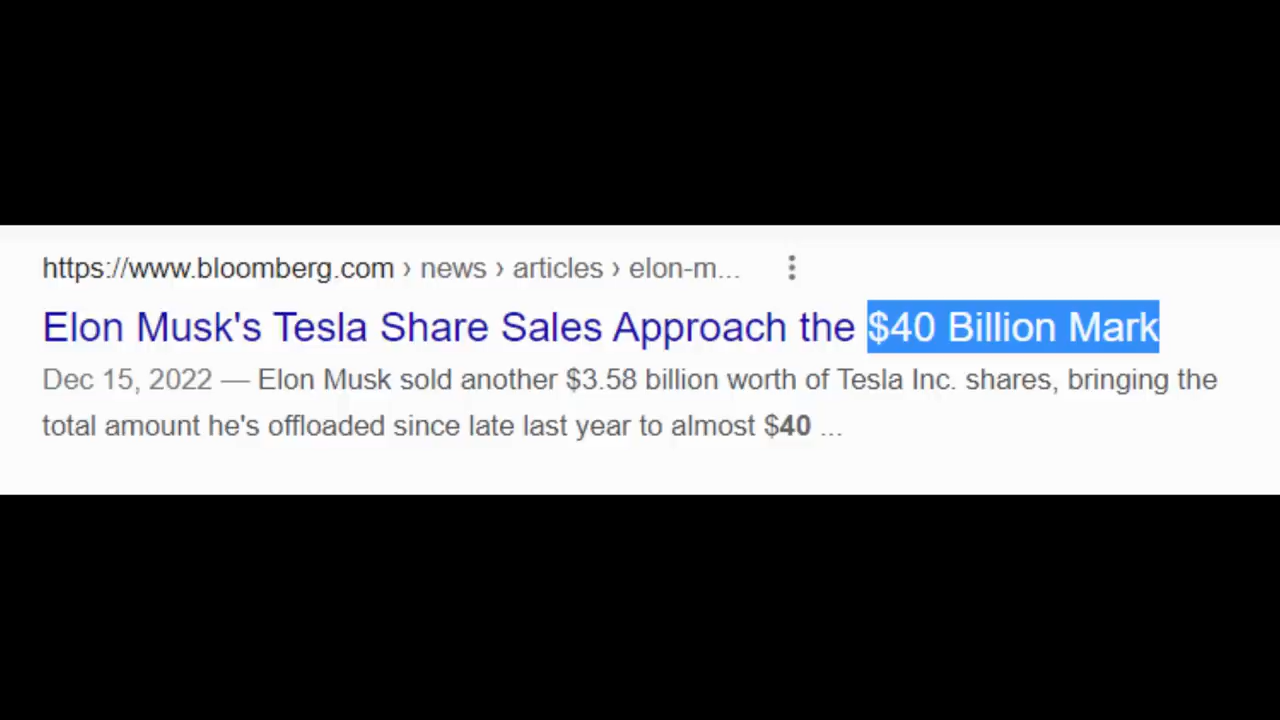 https://www.bloomberg.com › news › articles › elon-m...
Elon Musk's Tesla Share Sales Approach the $40 Billion Mark
Dec 15, 2022 — Elon Musk sold another $3.58 billion worth of Tesla Inc. shares, bringing the
total amount he's offloaded since late last year to almost $40 ...